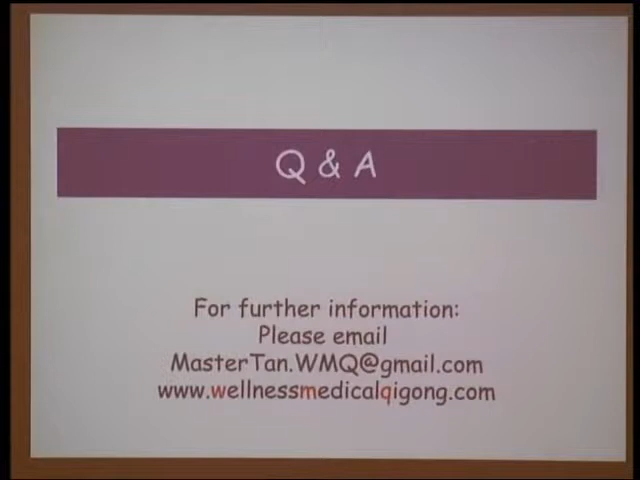 Q & A
For further information:
Please email
MasterTan.WMQ@gmail.com
www.wellnessmedicalqigong.com